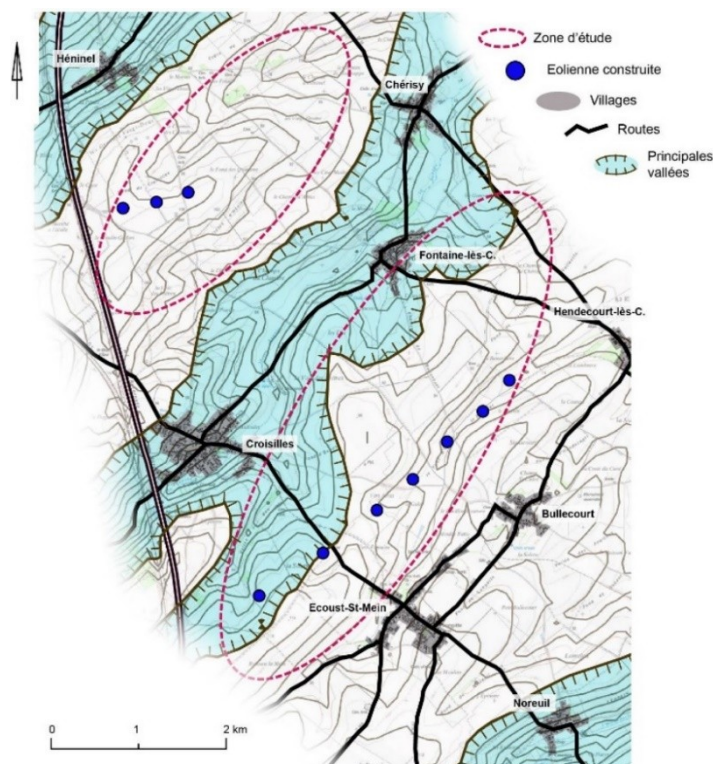 Zone d'étude
Eolienne construite
Villages
Routes
Principales
vallées
Héninel
Chérisy
Fontaine-lès-C.
Hendecourt-lès-C.
Croisilles
Bullecourt
Ecoust-St-Mein
Noreuil
0 1 2 km